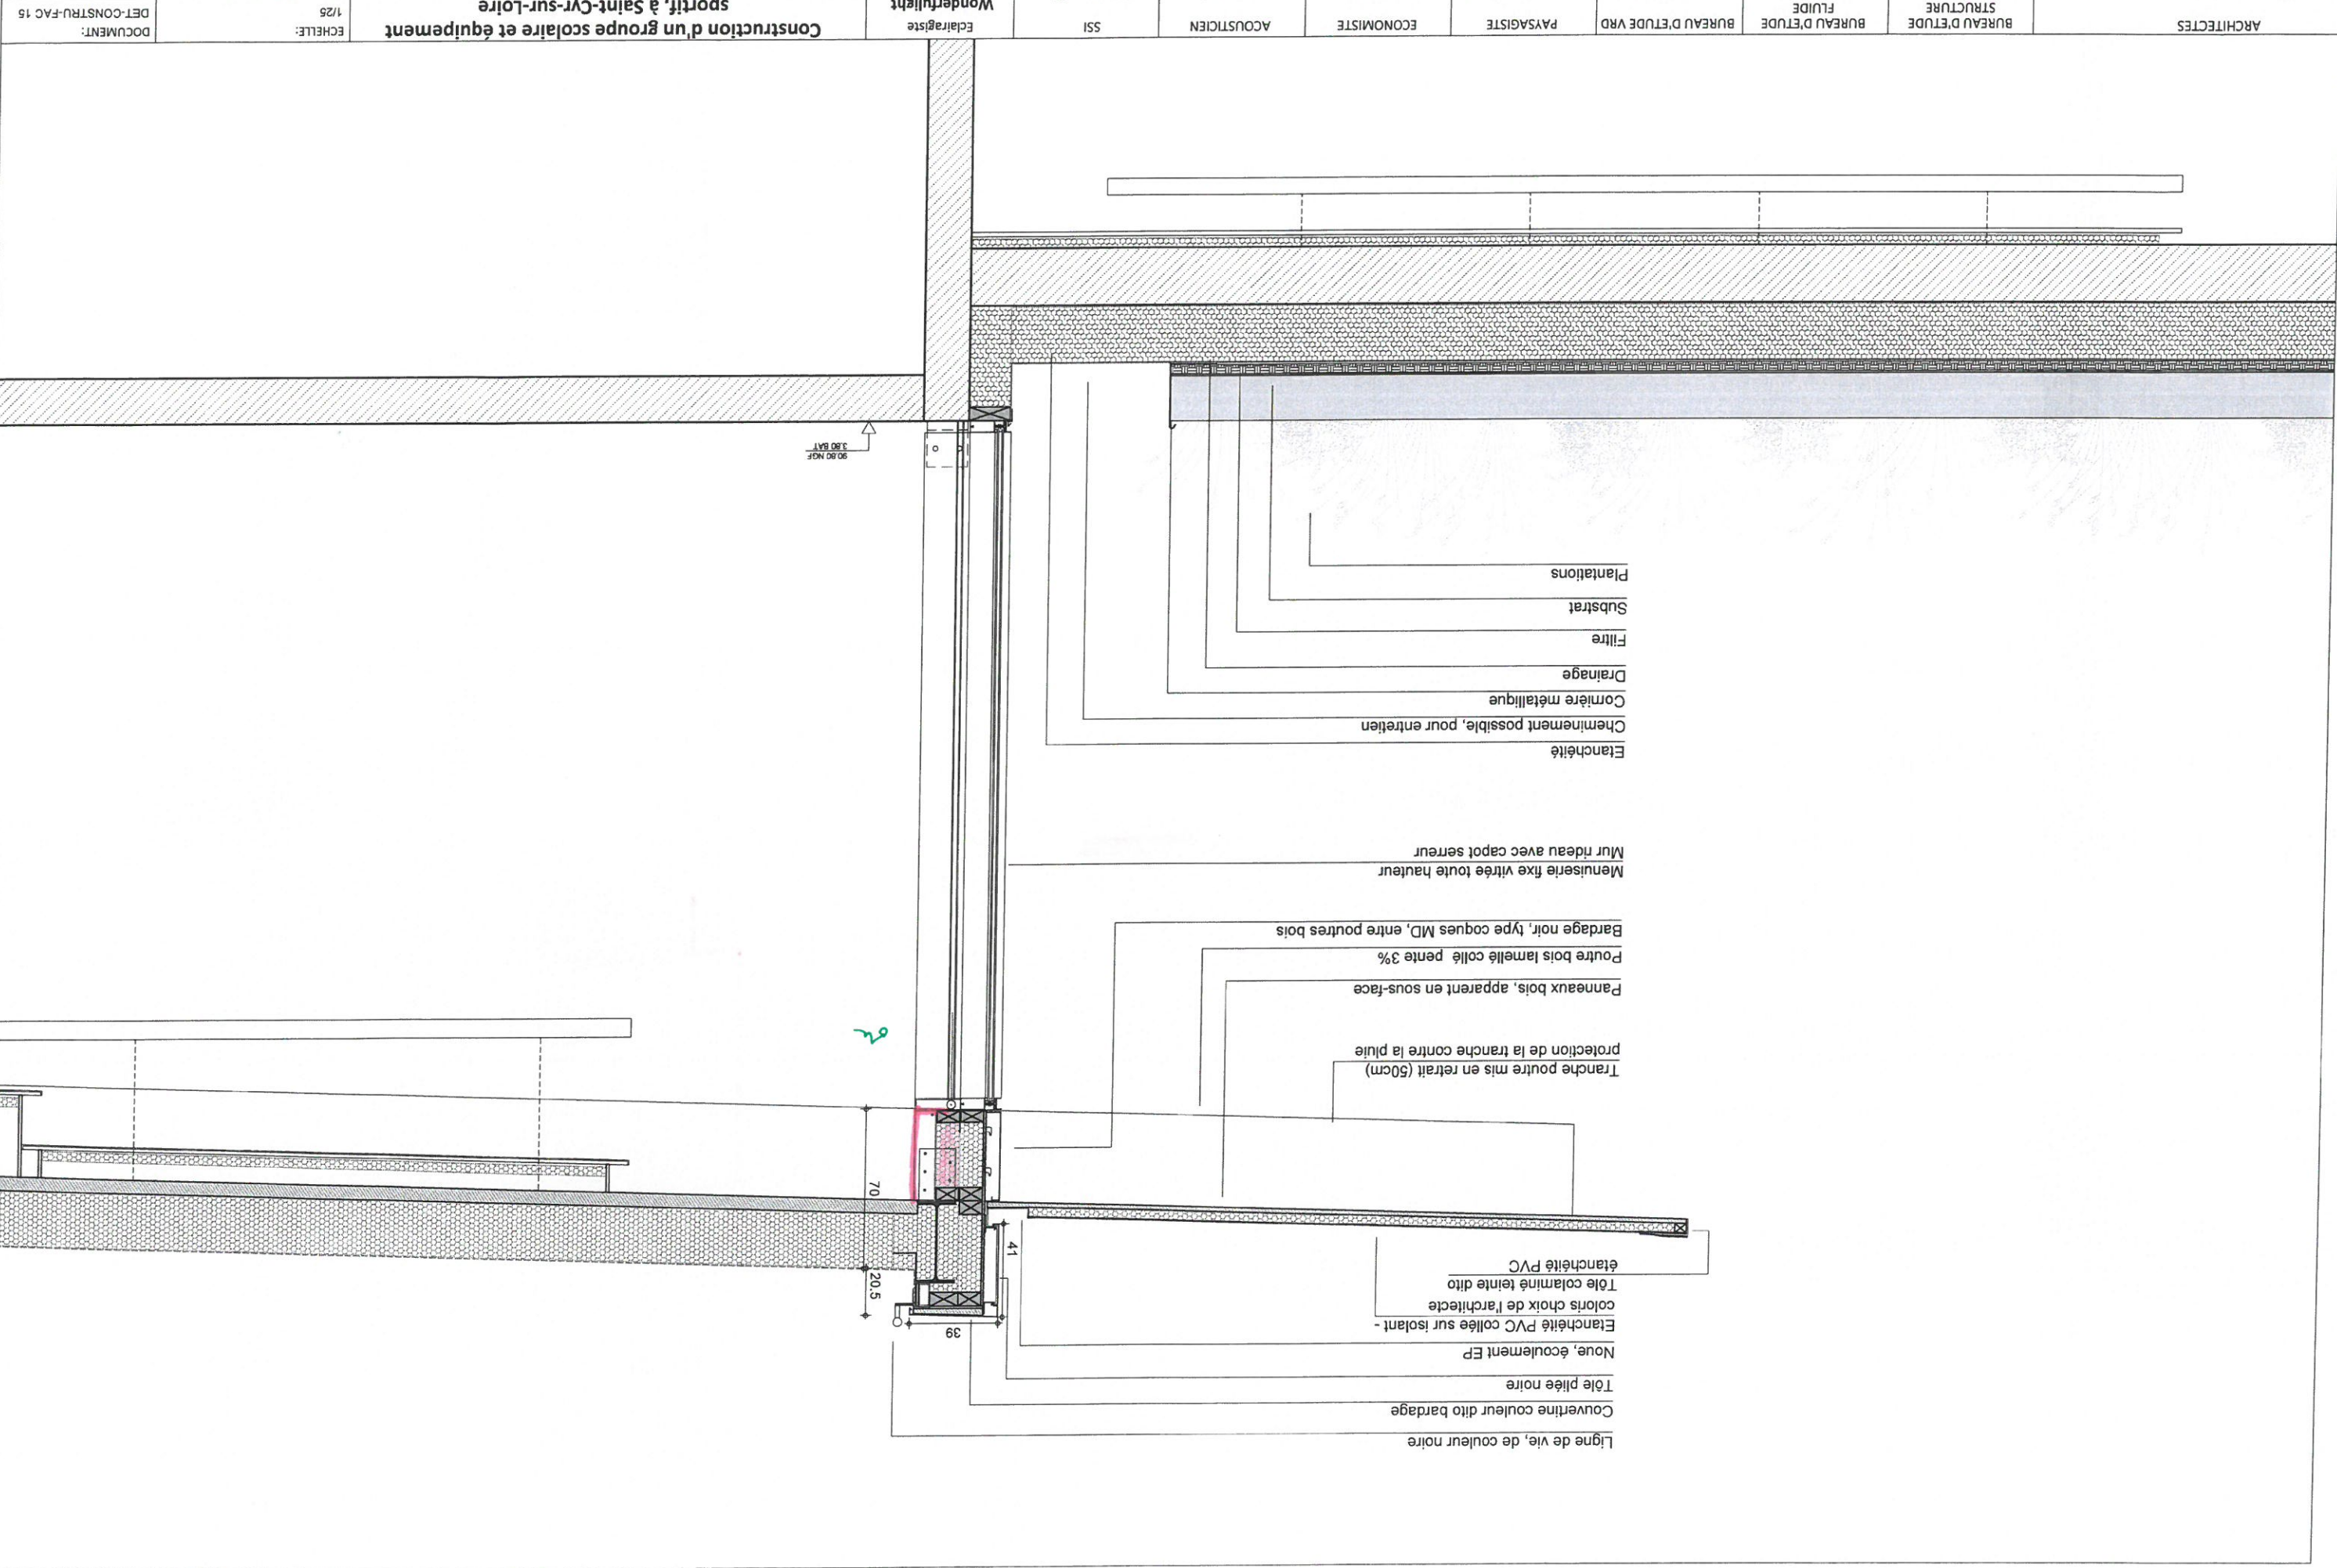 Ligne de vie, de couleur noire
Couvertine couleur dito bardage
Tôle pliée noire
Noue, écoulement EP
Etanchéité PVC collée sur isolant -
coloris choix de l'architecte
Tôle colaminé teinte dito
étanchéité PVC
39
20.5
41
70
Tranche poutre mis en retrait (50cm)
protection de la tranche contre la pluie
Panneaux bois, apparent en sous-face
Poutre bois lamellé collé pente 3%
Bardage noir, type coques MD, entre poutres bois
Menuiserie fixe vitrée toute hauteur
Mur rideau avec capot serreur
Etanchéité
Cheminement possible, pour entretien
Cornière métallique
Drainage
Filtre
Substrat
Plantations
90.80 NGF
3.80 BAT
ARCHITECTES
BUREAU D'ETUDE
STRUCTURE
BUREAU D'ETUDE
FLUIDE
BUREAU D'ETUDE VRD
PAYSAGISTE
ECONOMISTE
ACOUSTICIEN
SSI
Eclairagiste
Wonderfulight
Construction d'un groupe scolaire et équipement
sportif, à Saint-Cyr-sur-Loire
ECHELLE:
1/25
DOCUMENT:
DET-CONSTRU-FAC 15